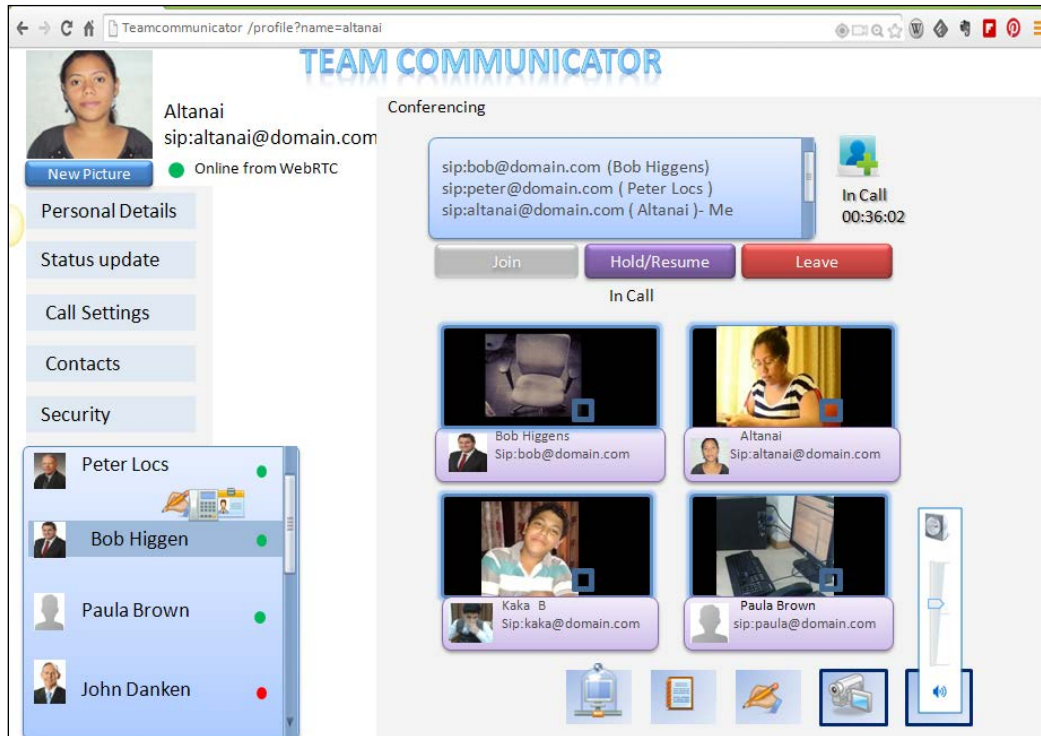 Teamcommunicator /profile?name=altanai
TEAM COMMUNICATOR
Altanai
sip:altanai@domain.com
Online from WebRTC
New Picture
Personal Details
Status update
Call Settings
Contacts
Security
Peter Locs
Bob Higgen
Paula Brown
John Danken
Conferencing
sip:bob@domain.com (Bob Higgens)
sip:peter@domain.com ( Peter Locs )
sip:altanai@domain.com ( Altanai )- Me
In Call
00:36:02
Join
Hold/Resume
Leave
In Call
Bob Higgens
Sip:bob@domain.com
Altanai
Sip:altanai@domain.com
Kaka B
Sip:kaka@domain.com
Paula Brown
sip:paula@domain.com